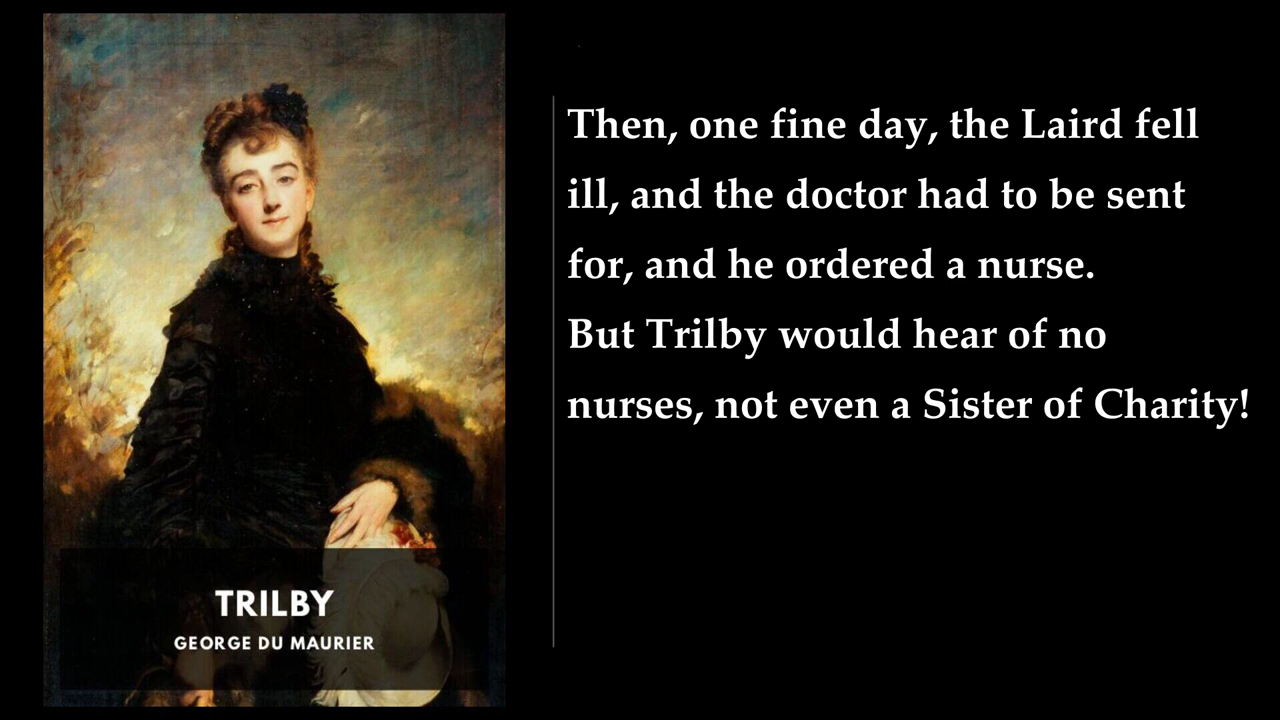 TRILBY
GEORGE DU MAURIER
Then, one fine day, the Laird fell
ill, and the doctor had to be sent
for, and he ordered a nurse.
But Trilby would hear of no
nurses, not even a Sister of Charity!